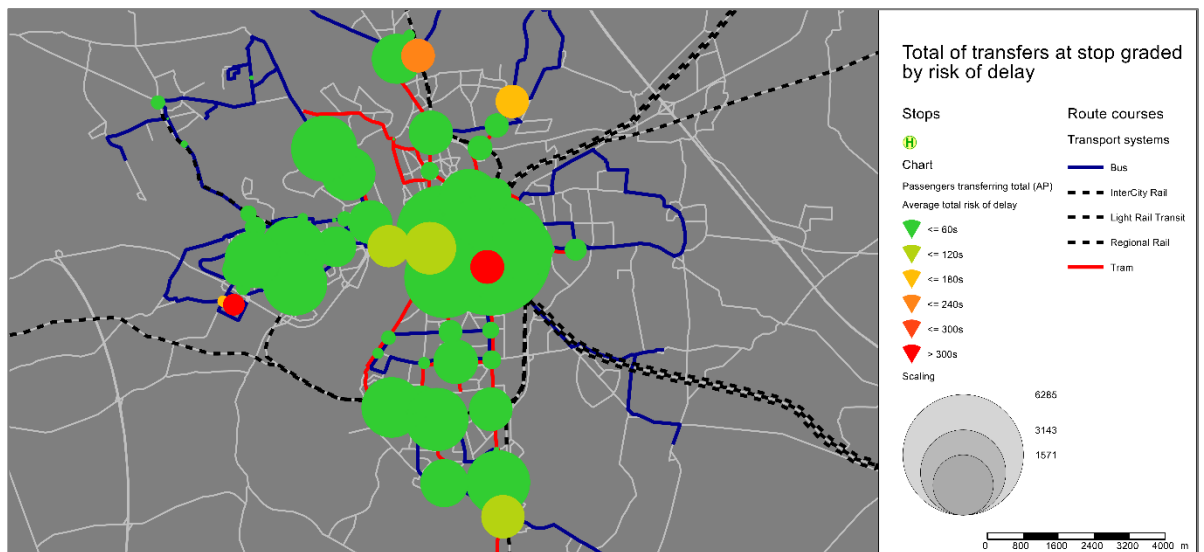 Total of transfers at stop graded
by risk of delay
Stops
H
Chart
Passengers transferring total (AP)
Average total risk of delay
<= 60s
<= 120s
<= 180s
<= 240s
<= 300s
> 300s
Scaling
6285
3143
1571
Route courses
Transport systems
Bus
InterCity Rail
Light Rail Transit
Regional Rail
Tram
0 800 1600 2400 3200 4000 m